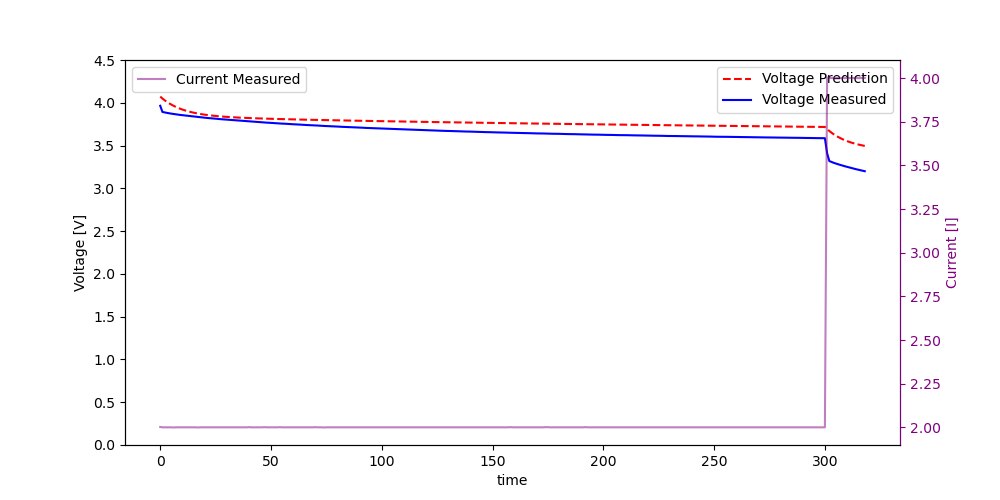 Current Measured
Voltage Prediction
Voltage Measured
4.5
4.0
3.5
3.0
2.5
2.0
1.5
1.0
0.5
0.0
Voltage [V]
4.00
3.75
3.50
3.25
3.00
2.75
2.50
2.25
2.00
Current [I]
0 50 100 150 200 250 300
time